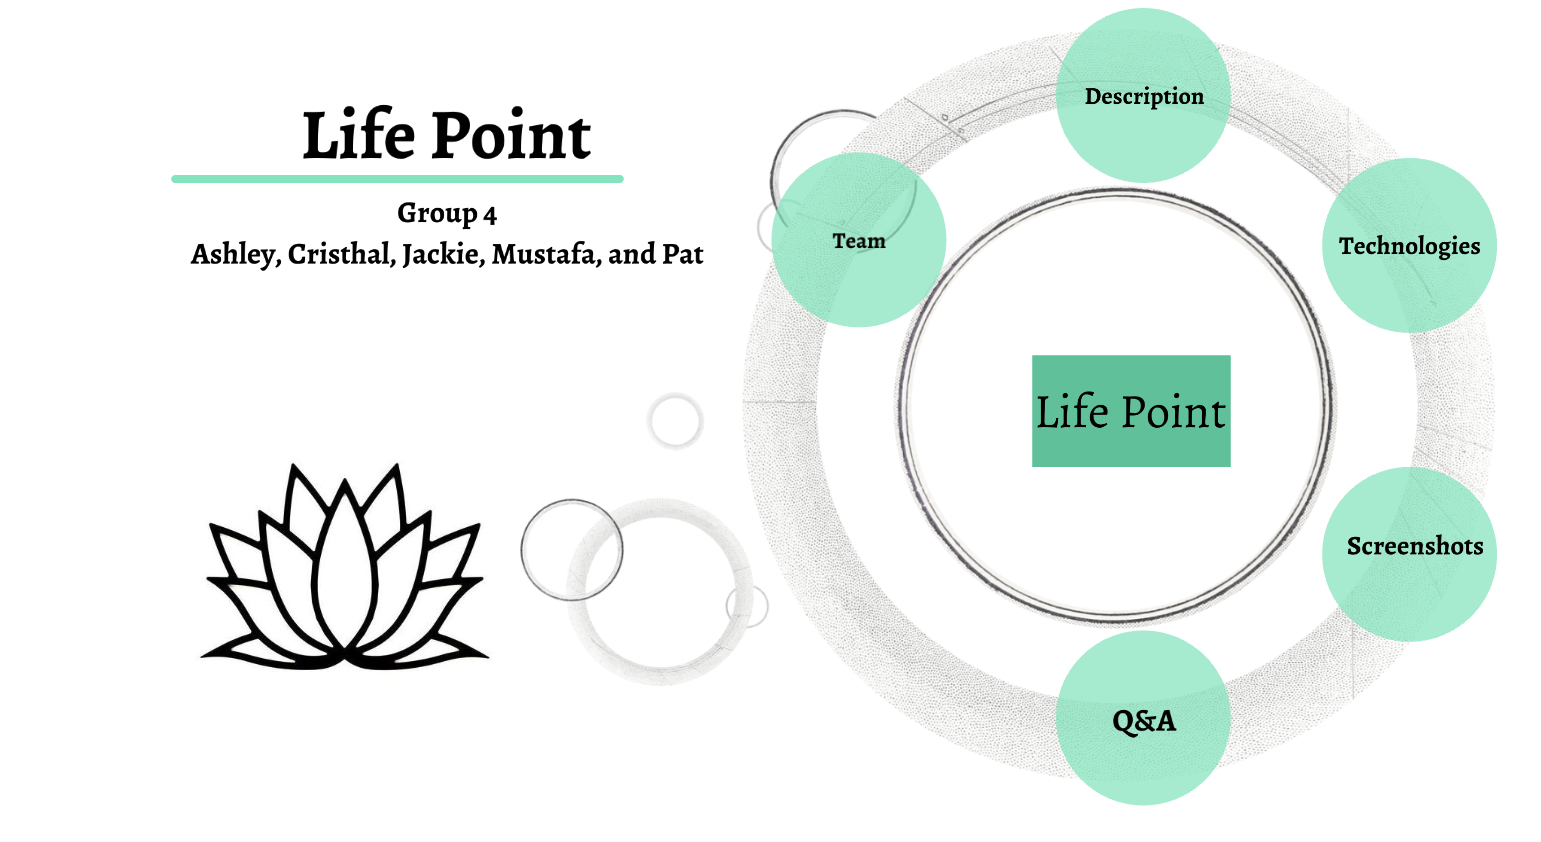 Life Point
Group 4
Ashley, Cristhal, Jackie, Mustafa, and Pat
Team
Description
Technologies
Screenshots
Q&A
Life Point